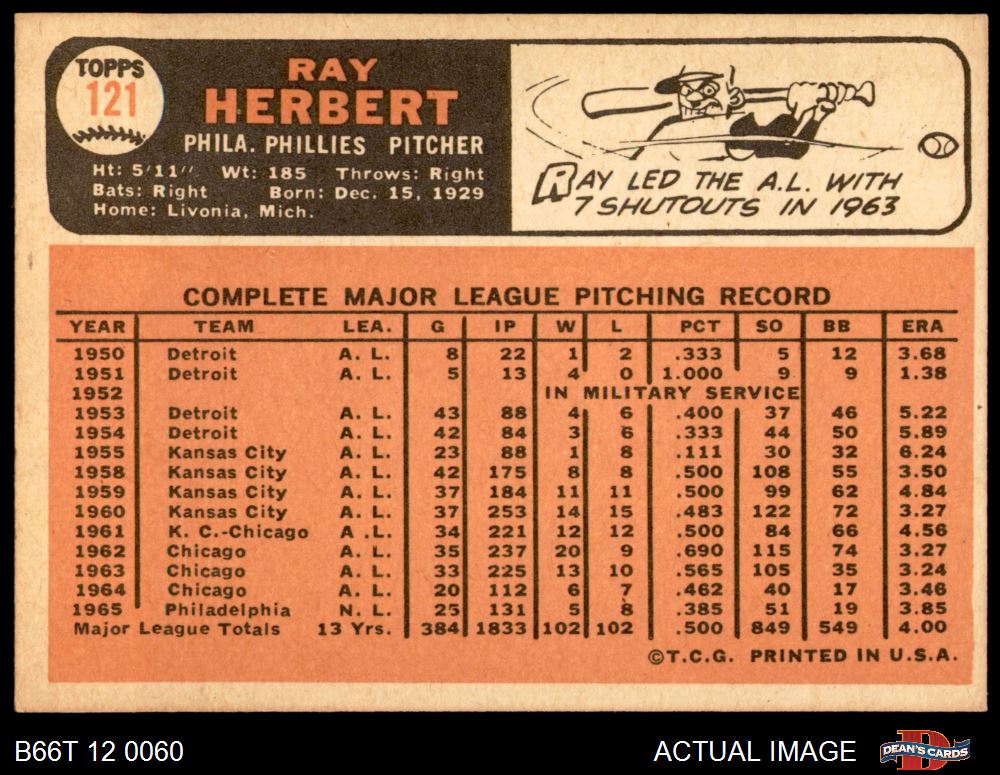 TOPPS
121
RAY
HERBERT
PHILA. PHILLIES PITCHER
Ht: 5'11" Wt: 185 Throws: Right
Bats: Right Born: Dec. 15, 1929
Home: Livonia, Mich.
RAY LED THE A.L. WITH
7 SHUTOUTS IN 1963
COMPLETE MAJOR LEAGUE PITCHING RECORD
YEAR TEAM LEA. G IP W L PCT SO BB ERA
1950 Detroit A. L. 8 22 1 2 .333 5 12 3.68
1951 Detroit A. L. 5 13 4 0 1.000 9 9 1.38
1952 IN MILITARY SERVICE
1953 Detroit A. L. 43 88 4 6 .400 37 46 5.22
1954 Detroit A. L. 42 84 3 6 .333 44 50 5.89
1955 Kansas City A. L. 23 88 1 8 .111 30 32 6.24
1958 Kansas City A. L. 42 175 8 8 .500 108 55 3.50
1959 Kansas City A. L. 37 184 11 11 .500 99 62 4.84
1960 Kansas City A. L. 37 253 14 15 .483 122 72 3.27
1961 K. C.-Chicago A .L. 34 221 12 12 .500 84 66 4.56
1962 Chicago A. L. 35 237 20 9 .690 115 74 3.27
1963 Chicago A. L. 33 225 13 10 .565 105 35 3.24
1964 Chicago A. L. 20 112 6 7 .462 40 17 3.46
1965 Philadelphia N. L. 25 131 5 8 .385 51 19 3.85
Major League Totals 13 Yrs. 384 1833 102 102 .500 849 549 4.00
©T.C.G. PRINTED IN U.S.A.
B66T 12 0060
ACTUAL IMAGE
DEAN'S CARDS